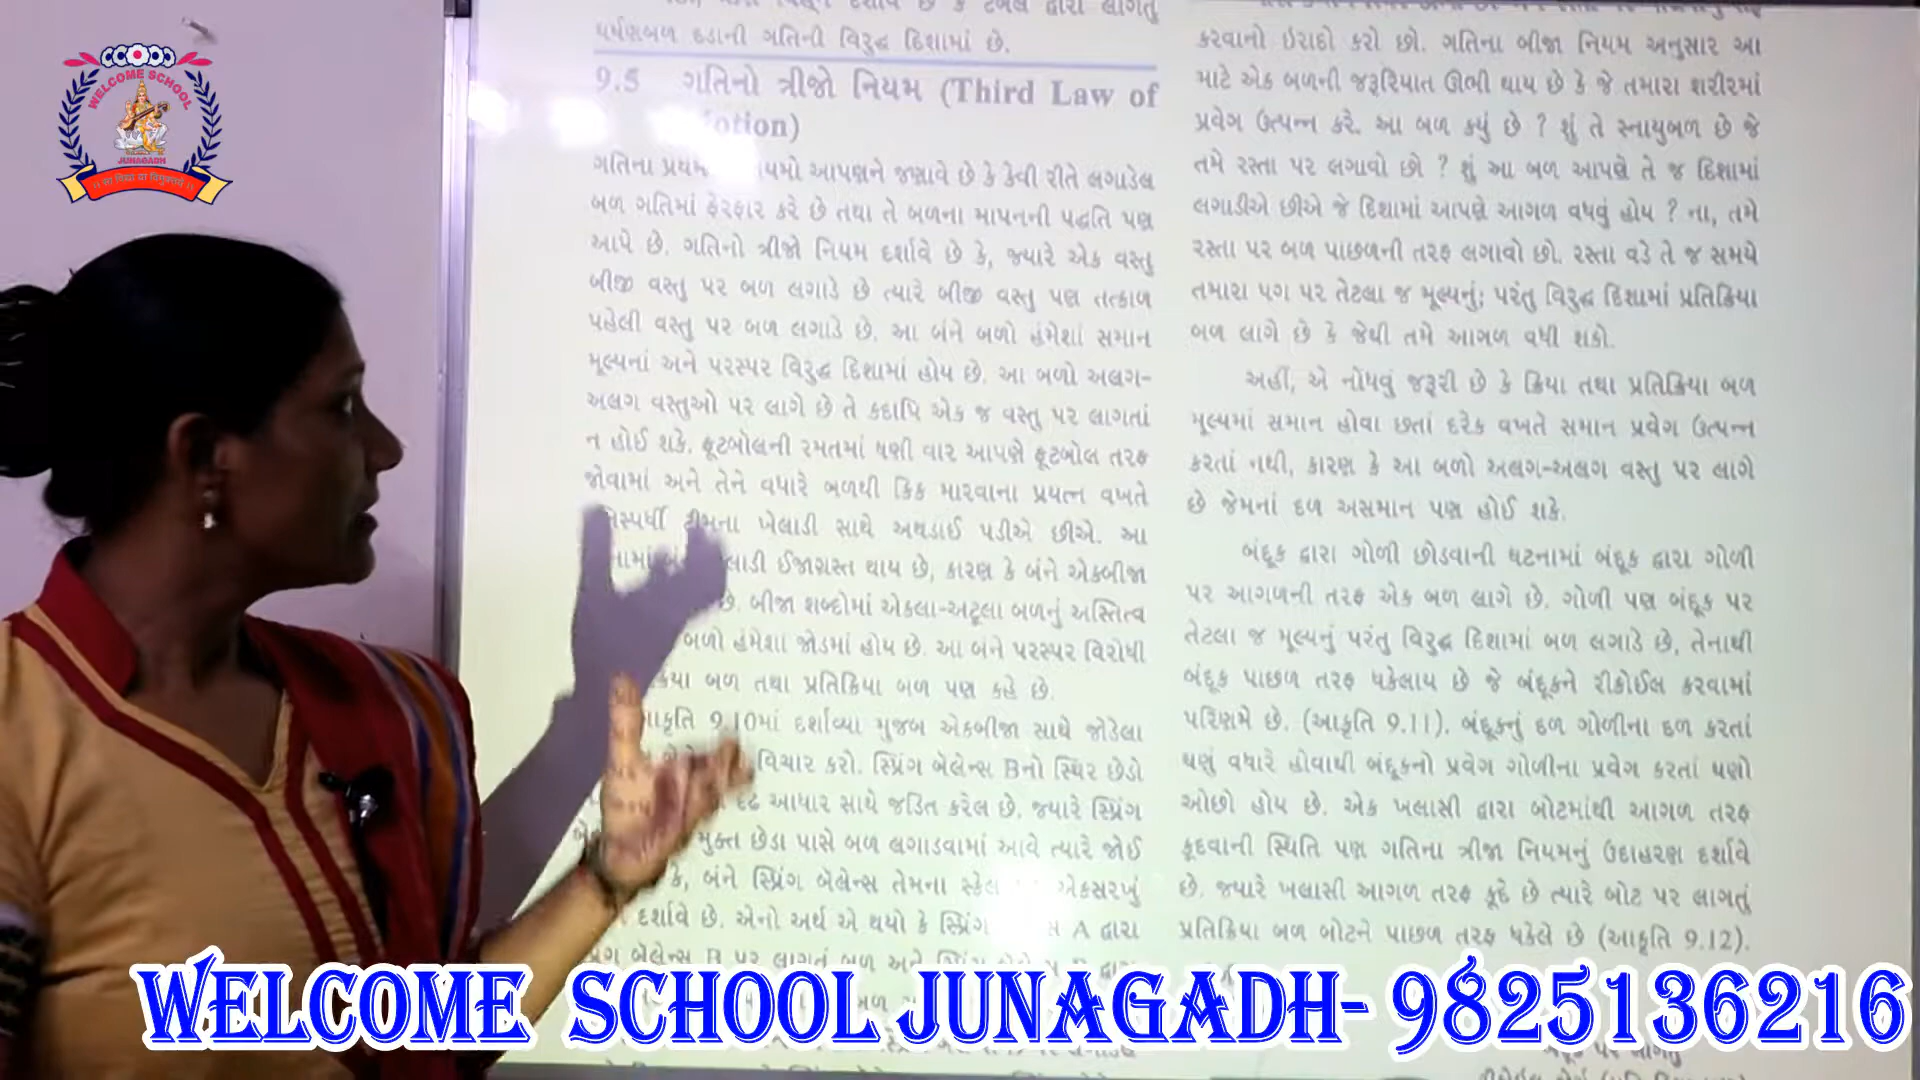 WELCOME SCHOOL
JUNAGADH
।। सा विद्या या विमुक्तये ।।
ઘર્ષણબળ દડાની ગતિની વિરુદ્ધ દિશામાં છે.
9.5 ગતિનો ત્રીજો નિયમ (Third Law of
otion)
ગતિના પ્રથમ યમો આપણને જણાવે છે કે કેવી રીતે લગાડેલ
બળ ગતિમાં ફેરફાર કરે છે તથા તે બળના માપનની પદ્ધતિ પણ
આપે છે. ગતિનો ત્રીજો નિયમ દર્શાવે છે કે, જ્યારે એક વસ્તુ
બીજી વસ્તુ પર બળ લગાડે છે ત્યારે બીજી વસ્તુ પણ તત્કાળ
પહેલી વસ્તુ પર બળ લગાડે છે. આ બંને બળો હંમેશાં સમાન
મૂલ્યનાં અને પરસ્પર વિરુદ્ધ દિશામાં હોય છે. આ બળો અલગ-
અલગ વસ્તુઓ પર લાગે છે તે કદાપિ એક જ વસ્તુ પર લાગતાં
ન હોઈ શકે. ફૂટબોલની રમતમાં ઘણી વાર આપણે ફૂટબોલ તરફ
જોવામાં અને તેને વધારે બળથી કિક મારવાના પ્રયત્ન વખતે
સ્પર્ધી ટીમના ખેલાડી સાથે અથડાઈ પડીએ છીએ. આ
લાડી ઈજાગ્રસ્ત થાય છે, કારણ કે બંને એકબીજા
છે. બીજા શબ્દોમાં એકલા-અટૂલા બળનું અસ્તિત્વ
બળો હંમેશા જોડમાં હોય છે. આ બંને પરસ્પર વિરોધી
બળ તથા પ્રતિક્રિયા બળ પણ કહે છે.
કૃતિ 9.10માં દર્શાવ્યા મુજબ એકબીજા સાથે જોડેલા
વિચાર કરો. સ્પ્રિંગ બૅલેન્સ Bનો સ્થિર છેડો
દૃઢ આધાર સાથે જડિત કરેલ છે. જ્યારે સ્પ્રિંગ
મુક્ત છેડા પાસે બળ લગાડવામાં આવે ત્યારે જોઈ
કે, બંને સ્પ્રિંગ બૅલેન્સ તેમના સ્કેલ એકસરખું
દર્શાવે છે. એનો અર્થ એ થયો કે સ્પ્રિંગ સ A દ્વારા
બૅલેન્સ B પર લાગતું બળ અને
કરવાનો ઇરાદો કરો છો. ગતિના બીજા નિયમ અનુસાર આ
માટે એક બળની જરૂરિયાત ઊભી થાય છે કે જે તમારા શરીરમાં
પ્રવેગ ઉત્પન્ન કરે. આ બળ ક્યું છે ? શું તે સ્નાયુબળ છે જે
તમે રસ્તા પર લગાવો છો ? શું આ બળ આપણે તે જ દિશામાં
લગાડીએ છીએ જે દિશામાં આપણે આગળ વધવું હોય ? ના, તમે
રસ્તા પર બળ પાછળની તરફ લગાવો છો. રસ્તા વડે તે જ સમયે
તમારા પગ પર તેટલા જ મૂલ્યનું; પરંતુ વિરુદ્ધ દિશામાં પ્રતિક્રિયા
બળ લાગે છે કે જેથી તમે આગળ વધી શકો.
અહીં, એ નોંધવું જરૂરી છે કે ક્રિયા તથા પ્રતિક્રિયા બળ
મૂલ્યમાં સમાન હોવા છતાં દરેક વખતે સમાન પ્રવેગ ઉત્પન્ન
કરતાં નથી, કારણ કે આ બળો અલગ-અલગ વસ્તુ પર લાગે
છે જેમનાં દળ અસમાન પણ હોઈ શકે.
બંદૂક દ્વારા ગોળી છોડવાની ઘટનામાં બંદૂક દ્વારા ગોળી
પર આગળની તરફ એક બળ લાગે છે. ગોળી પણ બંદૂક પર
તેટલા જ મૂલ્યનું પરંતુ વિરુદ્ધ દિશામાં બળ લગાડે છે, તેનાથી
બંદૂક પાછળ તરફ ધકેલાય છે જે બંદૂકને રીકોઈલ કરવામાં
પરિણમે છે. (આકૃતિ 9.11). બંદૂકનું દળ ગોળીના દળ કરતાં
ઘણું વધારે હોવાથી બંદૂકનો પ્રવેગ ગોળીના પ્રવેગ કરતાં ઘણો
ઓછો હોય છે. એક ખલાસી દ્વારા બોટમાંથી આગળ તરફ
કૂદવાની સ્થિતિ પણ ગતિના ત્રીજા નિયમનું ઉદાહરણ દર્શાવે
છે. જ્યારે ખલાસી આગળ તરફ કૂદે છે ત્યારે બોટ પર લાગતું
પ્રતિક્રિયા બળ બોટને પાછળ તરફ ધકેલે છે (આકૃતિ 9.12).
WELCOME SCHOOL JUNAGADH- 9825136216